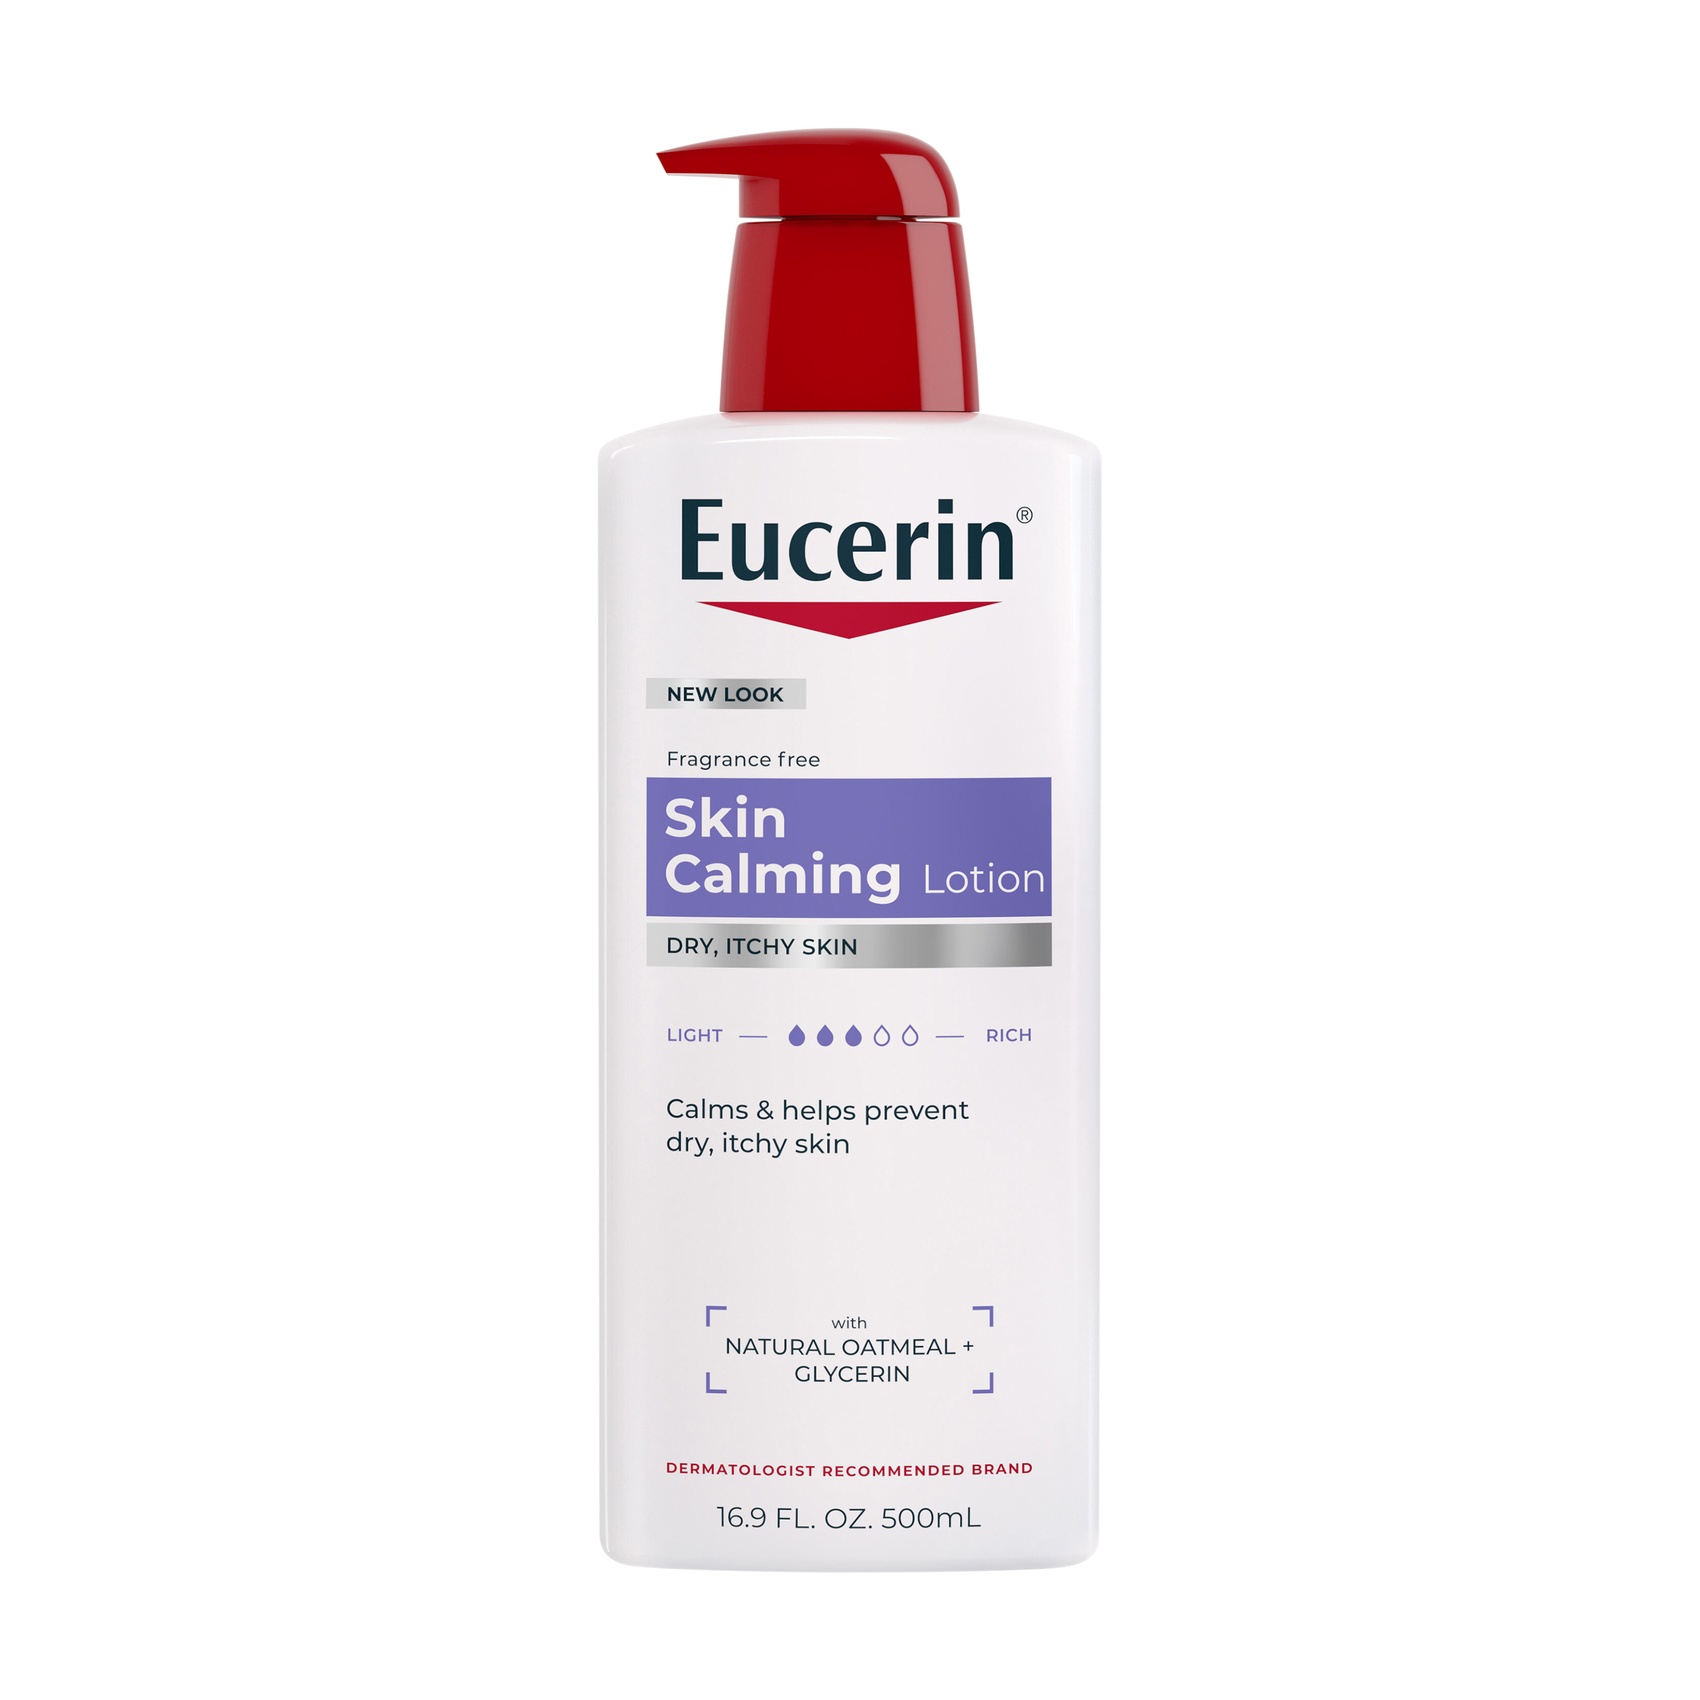 Eucerin®
NEW LOOK
Fragrance free
Skin
Calming Lotion
DRY, ITCHY SKIN
LIGHT — — RICH
Calms & helps prevent
dry, itchy skin
with
NATURAL OATMEAL +
GLYCERIN
DERMATOLOGIST RECOMMENDED BRAND
16.9 FL. OZ. 500mL